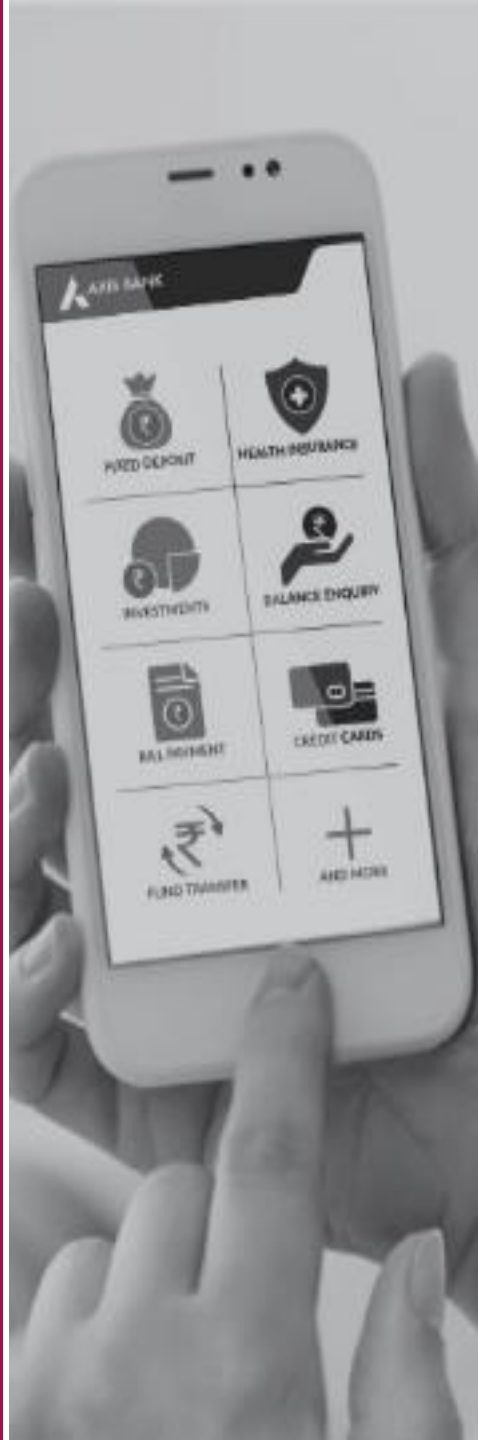 AXIS BANK
FIXED DEPOSIT
HEALTH INSURANCE
INVESTMENTS
BALANCE ENQUIRY
BILL PAYMENT
CREDIT CARDS
FUND TRANSFER
AND MORE